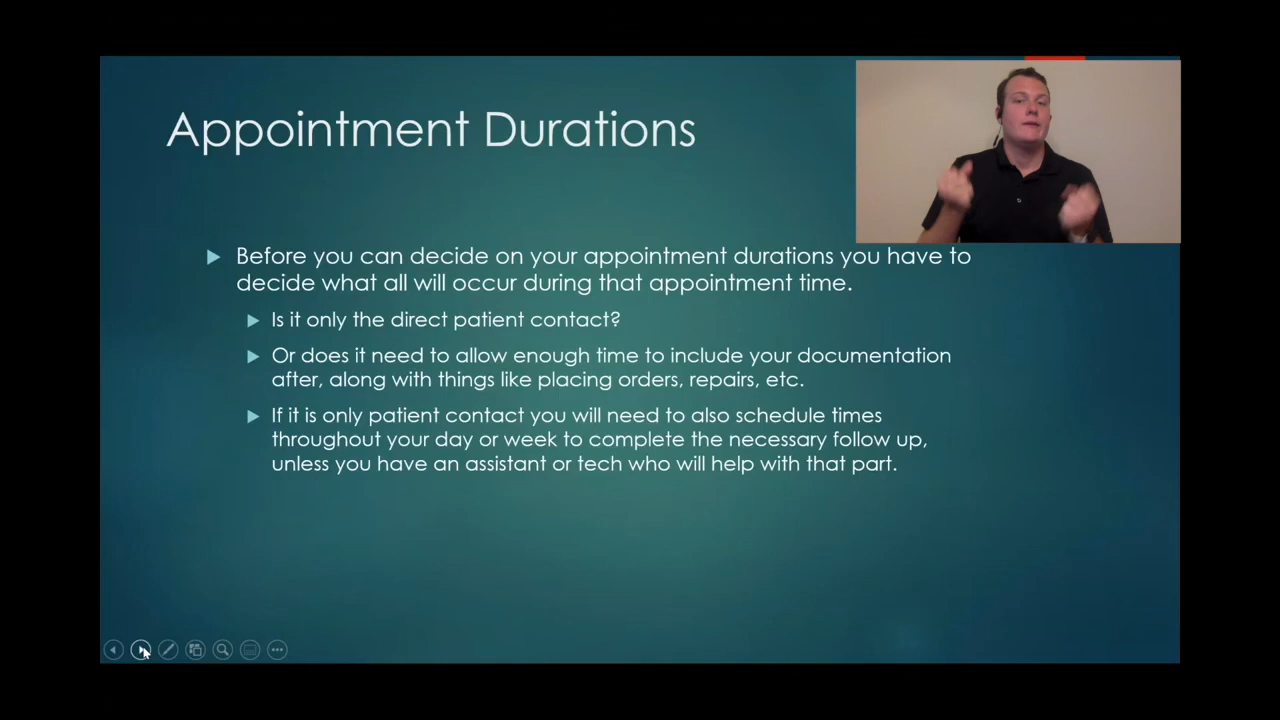 Appointment Durations
Before you can decide on your appointment durations you have to
decide what all will occur during that appointment time.
Is it only the direct patient contact?
Or does it need to allow enough time to include your documentation
after, along with things like placing orders, repairs, etc.
If it is only patient contact you will need to also schedule times
throughout your day or week to complete the necessary follow up,
unless you have an assistant or tech who will help with that part.